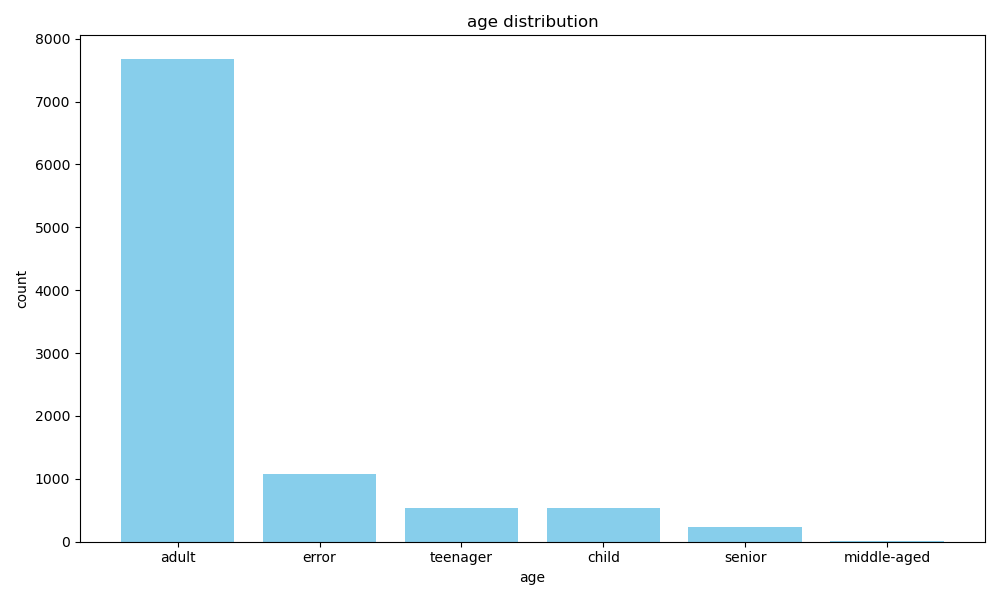 age distribution
8000
7000
6000
5000
4000
3000
2000
1000
0
count
adult error teenager child senior middle-aged
age